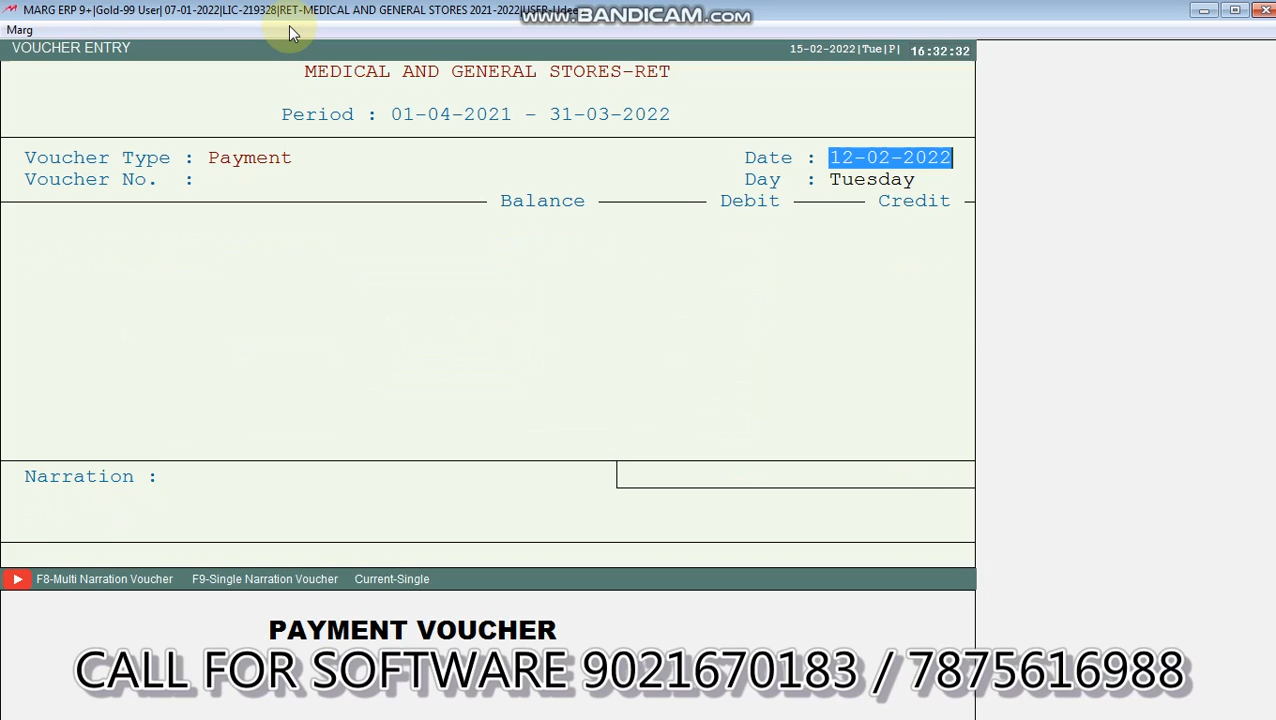 MARG ERP 9+|Gold-99 User| 07-01-2022|LIC-219328|RET-MEDICAL AND GENERAL STORES 2021-2022|USER-Udee
WWW.BANDICAM.COM
Marg
VOUCHER ENTRY 15-02-2022|Tue|P| 16:32:32
MEDICAL AND GENERAL STORES-RET
Period : 01-04-2021 - 31-03-2022
Voucher Type : Payment Date : 12-02-2022
Voucher No. : Day : Tuesday
Balance Debit Credit
Narration :
F8-Multi Narration Voucher F9-Single Narration Voucher Current-Single
PAYMENT VOUCHER
CALL FOR SOFTWARE 9021670183 / 7875616988